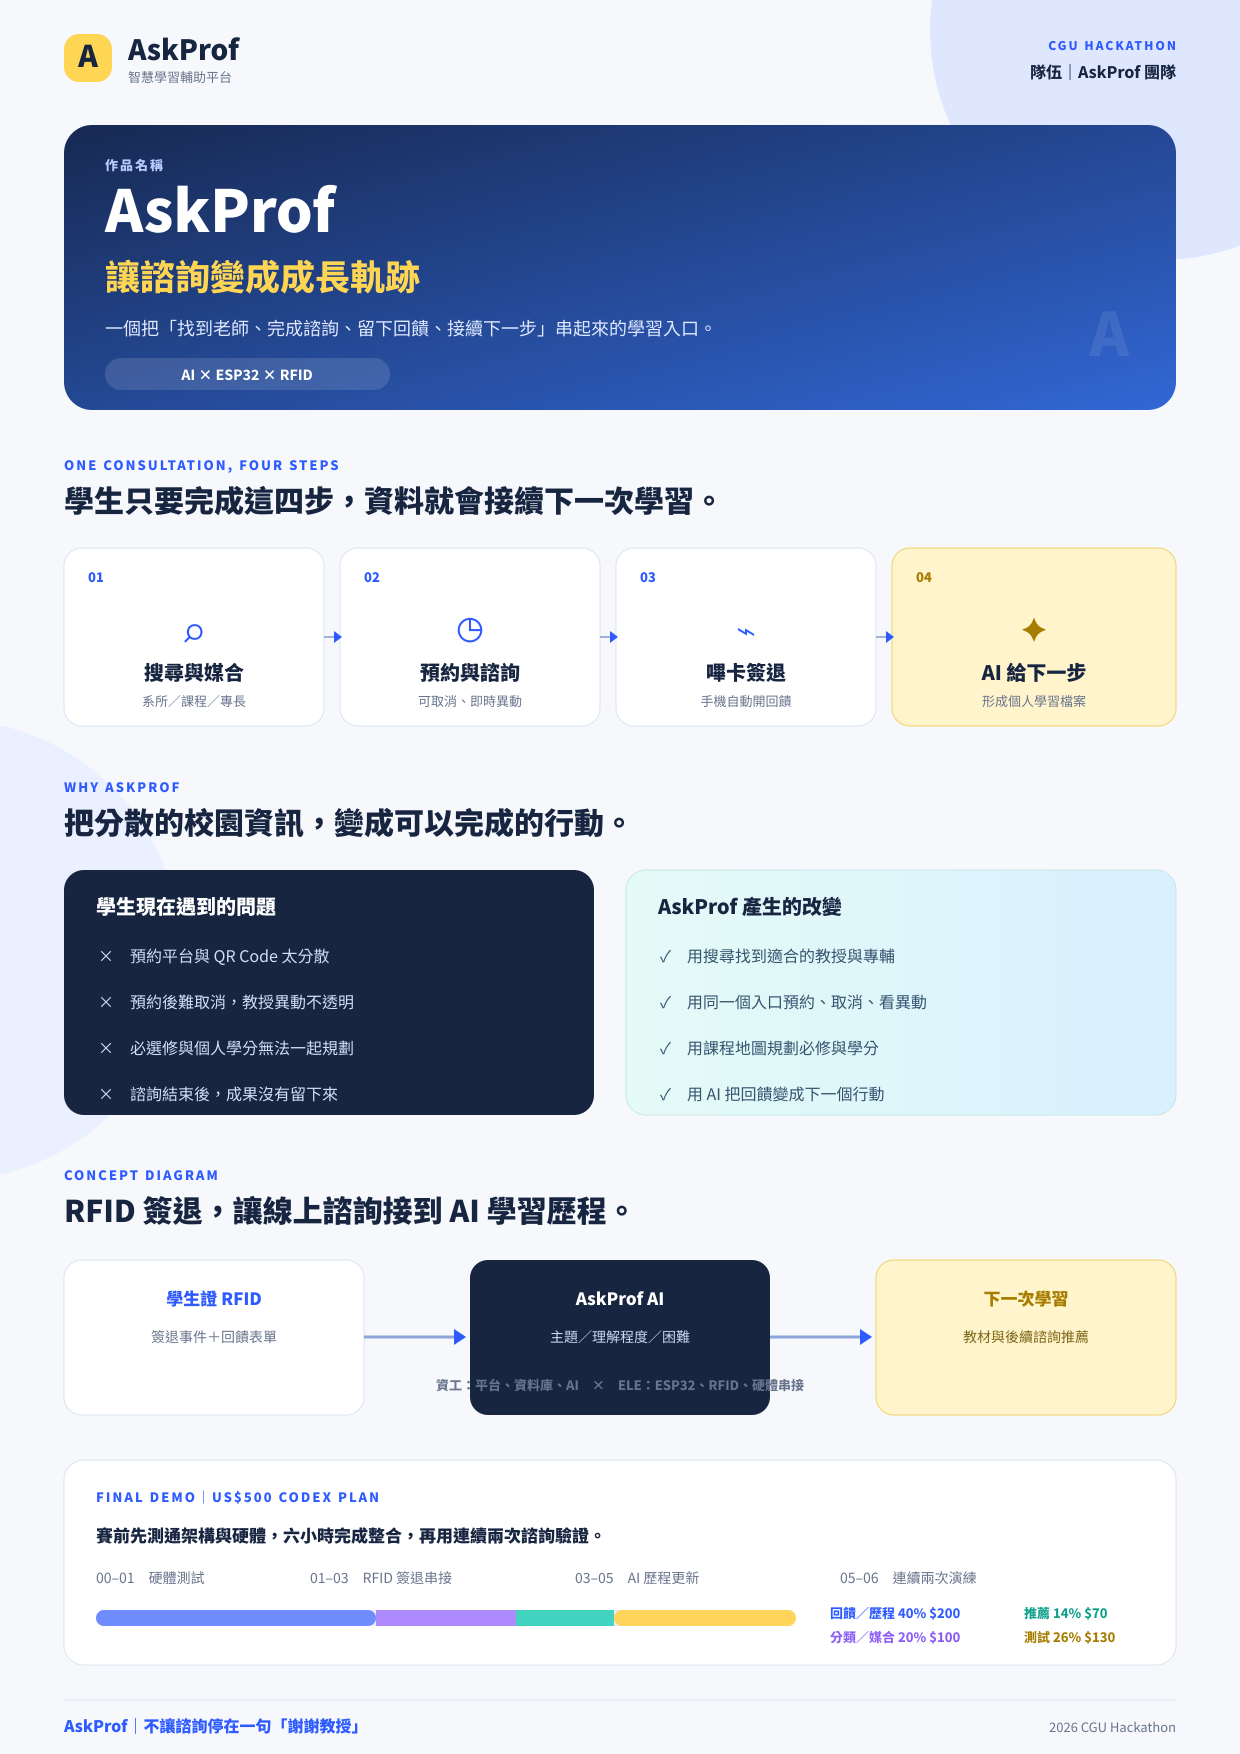 A
AskProf
智慧學習輔助平台
CGU HACKATHON
隊伍｜AskProf 團隊
作品名稱
AskProf
讓諮詢變成成長軌跡
一個把「找到老師、完成諮詢、留下回饋、接續下一步」串起來的學習入口。
A
AI × ESP32 × RFID
ONE CONSULTATION, FOUR STEPS
學生只要完成這四步，資料就會接續下一次學習。
01
搜尋與媒合
系所／課程／專長
02
預約與諮詢
可取消、即時異動
03
嗶卡簽退
手機自動開回饋
04
AI 給下一步
形成個人學習檔案
WHY ASKPROF
把分散的校園資訊，變成可以完成的行動。
學生現在遇到的問題
× 預約平台與 QR Code 太分散
× 預約後難取消，教授異動不透明
× 必選修與個人學分無法一起規劃
× 諮詢結束後，成果沒有留下來
AskProf 產生的改變
✓ 用搜尋找到適合的教授與專輔
✓ 用同一個入口預約、取消、看異動
✓ 用課程地圖規劃必修與學分
✓ 用 AI 把回饋變成下一個行動
CONCEPT DIAGRAM
RFID 簽退，讓線上諮詢接到 AI 學習歷程。
學生證 RFID
簽退事件＋回饋表單
AskProf AI
主題／理解程度／困難
下一次學習
教材與後續諮詢推薦
資工：平台、資料庫、AI × ELE：ESP32、RFID、硬體串接
FINAL DEMO｜US$500 CODEX PLAN
賽前先測通架構與硬體，六小時完成整合，再用連續兩次諮詢驗證。
00–01 硬體測試
01–03 RFID 簽退串接
03–05 AI 歷程更新
05–06 連續兩次演練
回饋／歷程 40% $200
推薦 14% $70
分類／媒合 20% $100
測試 26% $130
AskProf｜不讓諮詢停在一句「謝謝教授」
2026 CGU Hackathon